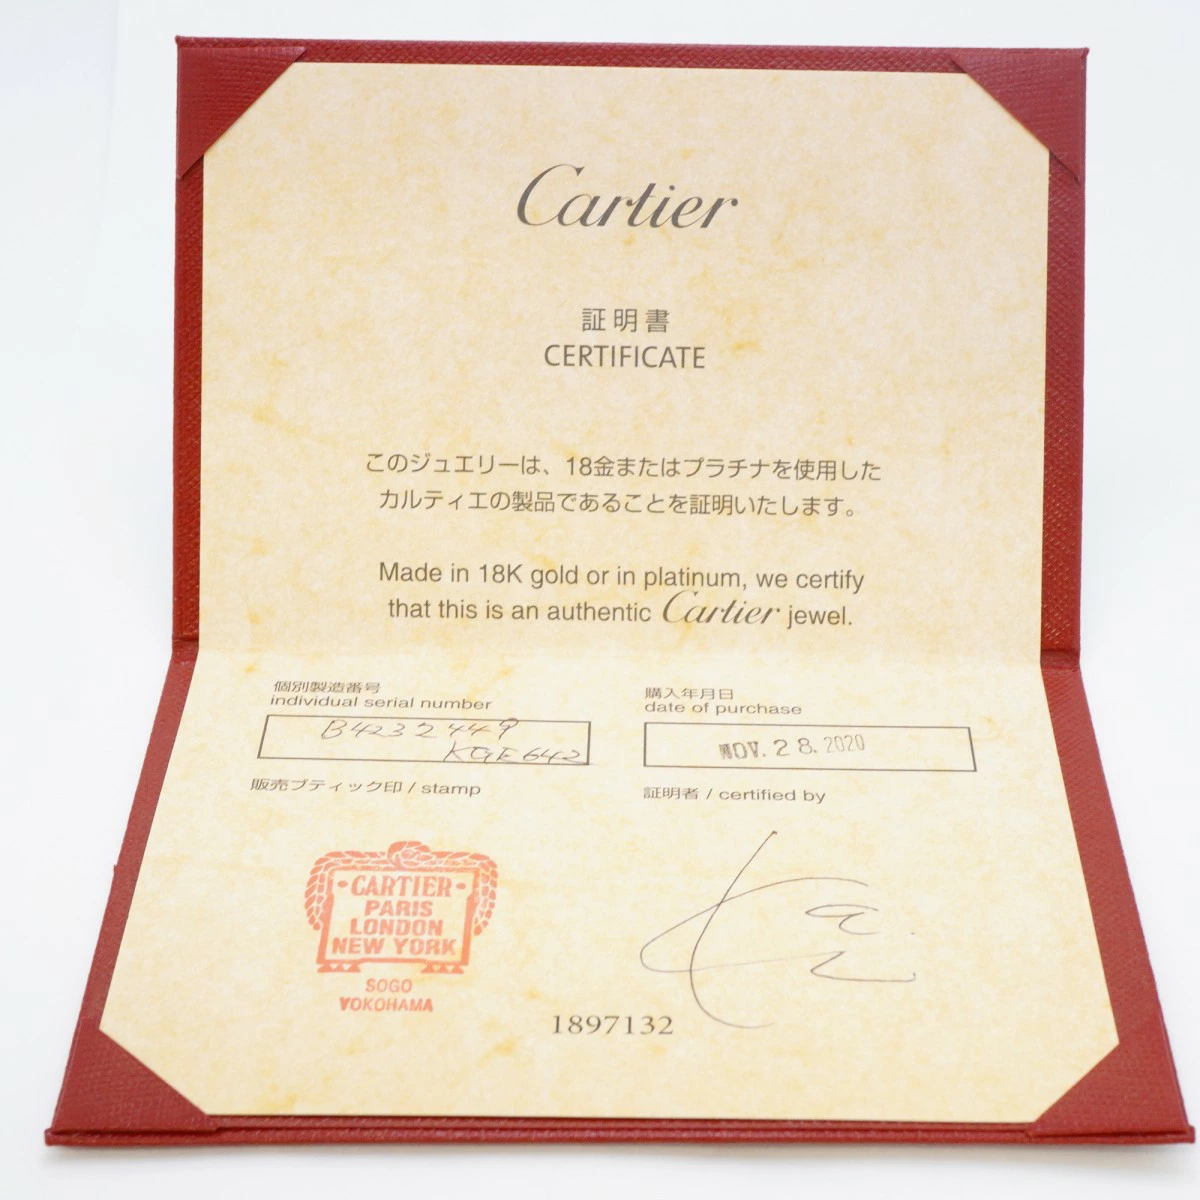 Cartier
証明書
CERTIFICATE
このジュエリーは、18金またはプラチナを使用した
カルティエの製品であることを証明いたします。
Made in 18K gold or in platinum, we certify
that this is an authentic Cartier jewel.
個別製造番号
individual serial number
B4232449
KGE642
購入年月日
date of purchase
NOV. 28. 2020
販売ブティック印 / stamp
証明者 / certified by
·CARTIER·
PARIS
LONDON
NEW YORK
SOGO
YOKOHAMA
1897132